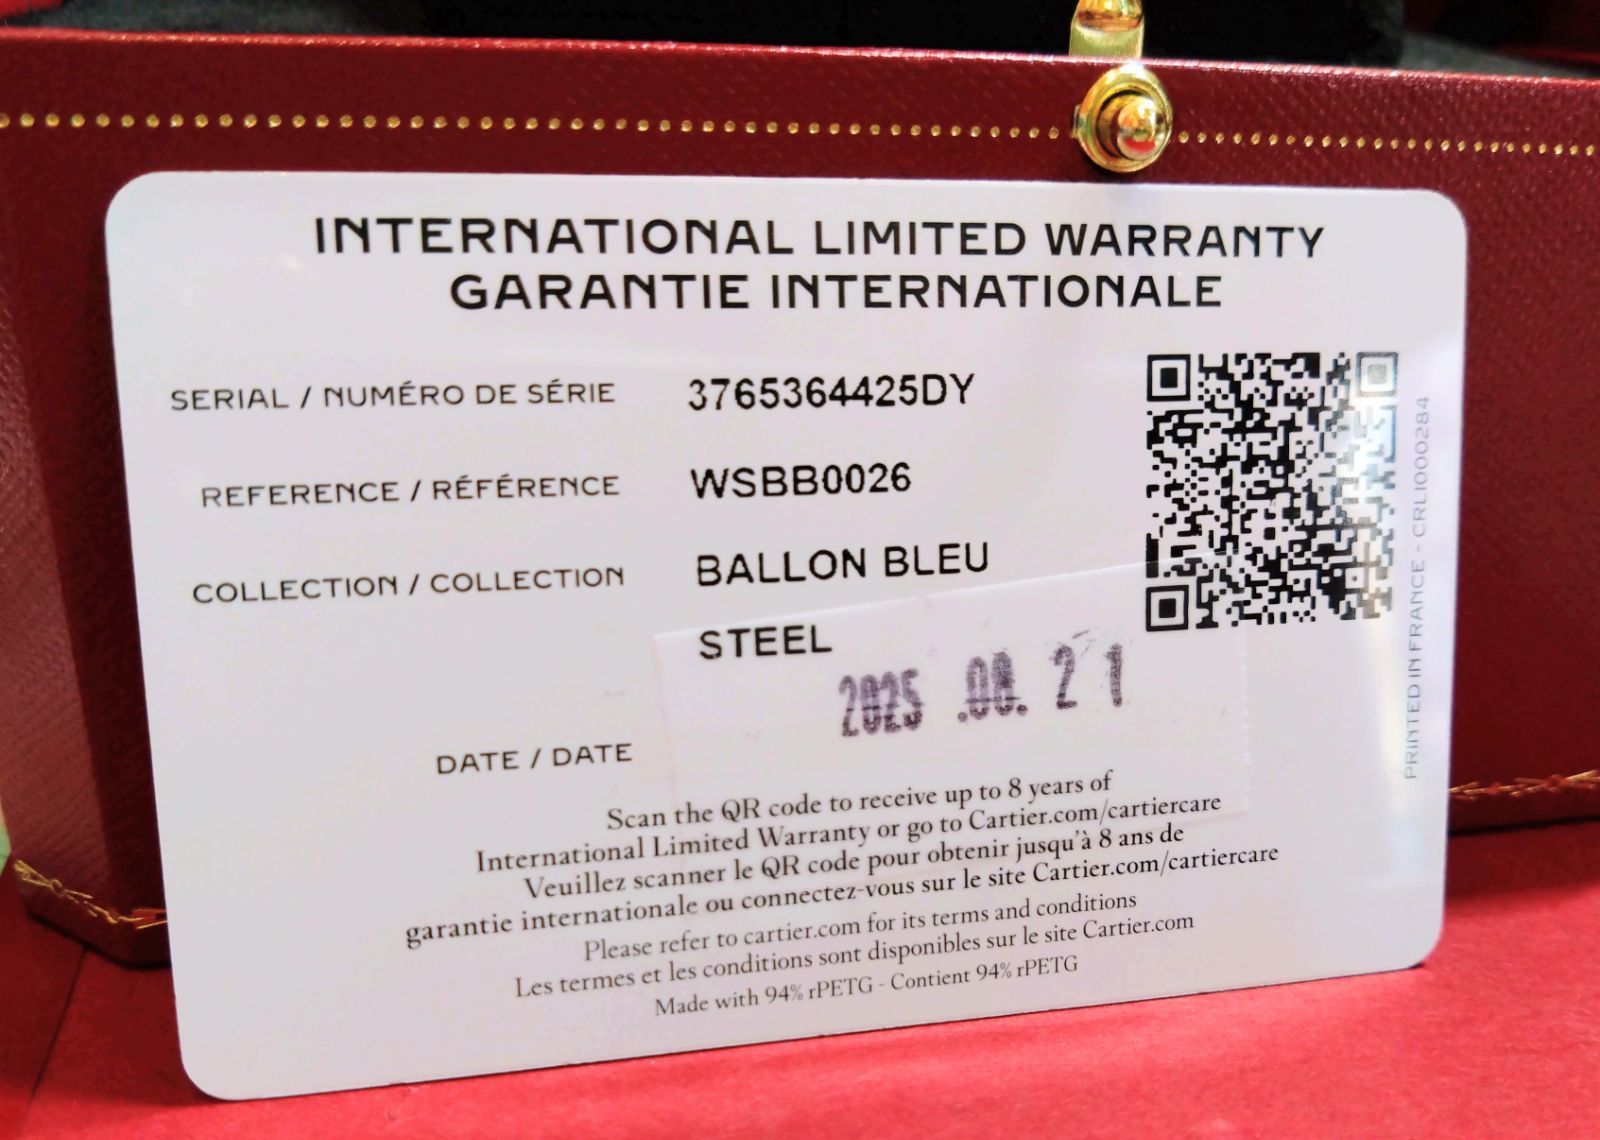 INTERNATIONAL LIMITED WARRANTY
GARANTIE INTERNATIONALE
SERIAL / NUMÉRO DE SÉRIE 3765364425DY
REFERENCE / RÉFÉRENCE WSBB0026
COLLECTION / COLLECTION BALLON BLEU
STEEL
2025 .08. 21
DATE / DATE
Scan the QR code to receive up to 8 years of
International Limited Warranty or go to Cartier.com/cartiercare
Veuillez scanner le QR code pour obtenir jusqu'à 8 ans de
garantie internationale ou connectez-vous sur le site Cartier.com/cartiercare
Please refer to cartier.com for its terms and conditions
Les termes et les conditions sont disponibles sur le site Cartier.com
Made with 94% rPETG - Contient 94% rPETG
PRINTED IN FRANCE - CRLI000284